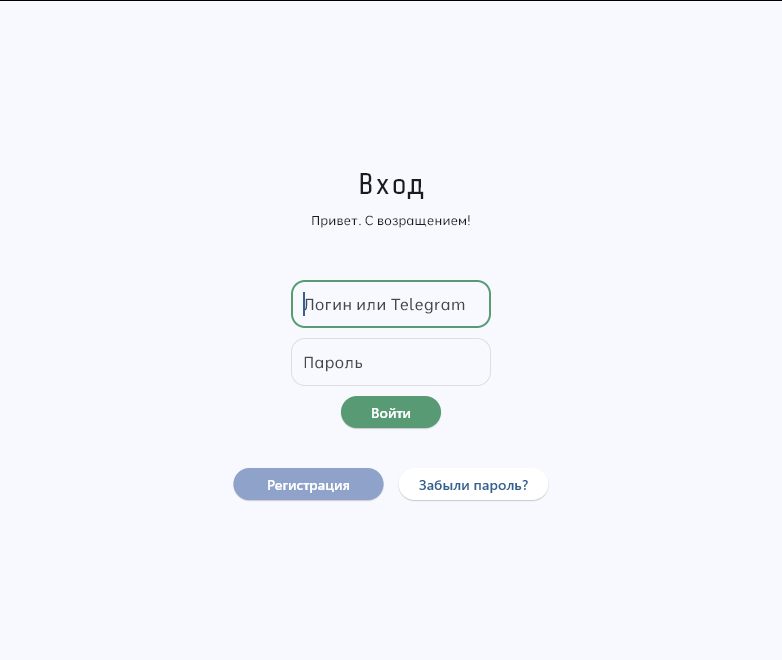 Вход
Привет. С возращением!
Логин или Telegram
Пароль
Войти
Регистрация
Забыли пароль?